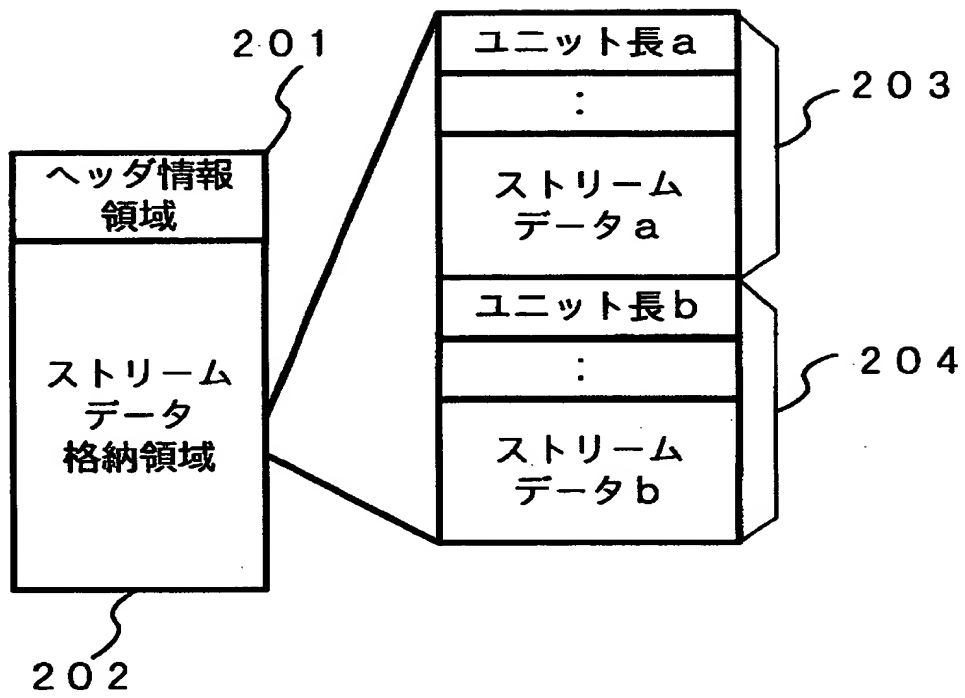 201
ヘッダ情報
領域
ストリーム
データ
格納領域
202
ユニット長a
:
ストリーム
データa
203
ユニット長b
:
ストリーム
データb
204